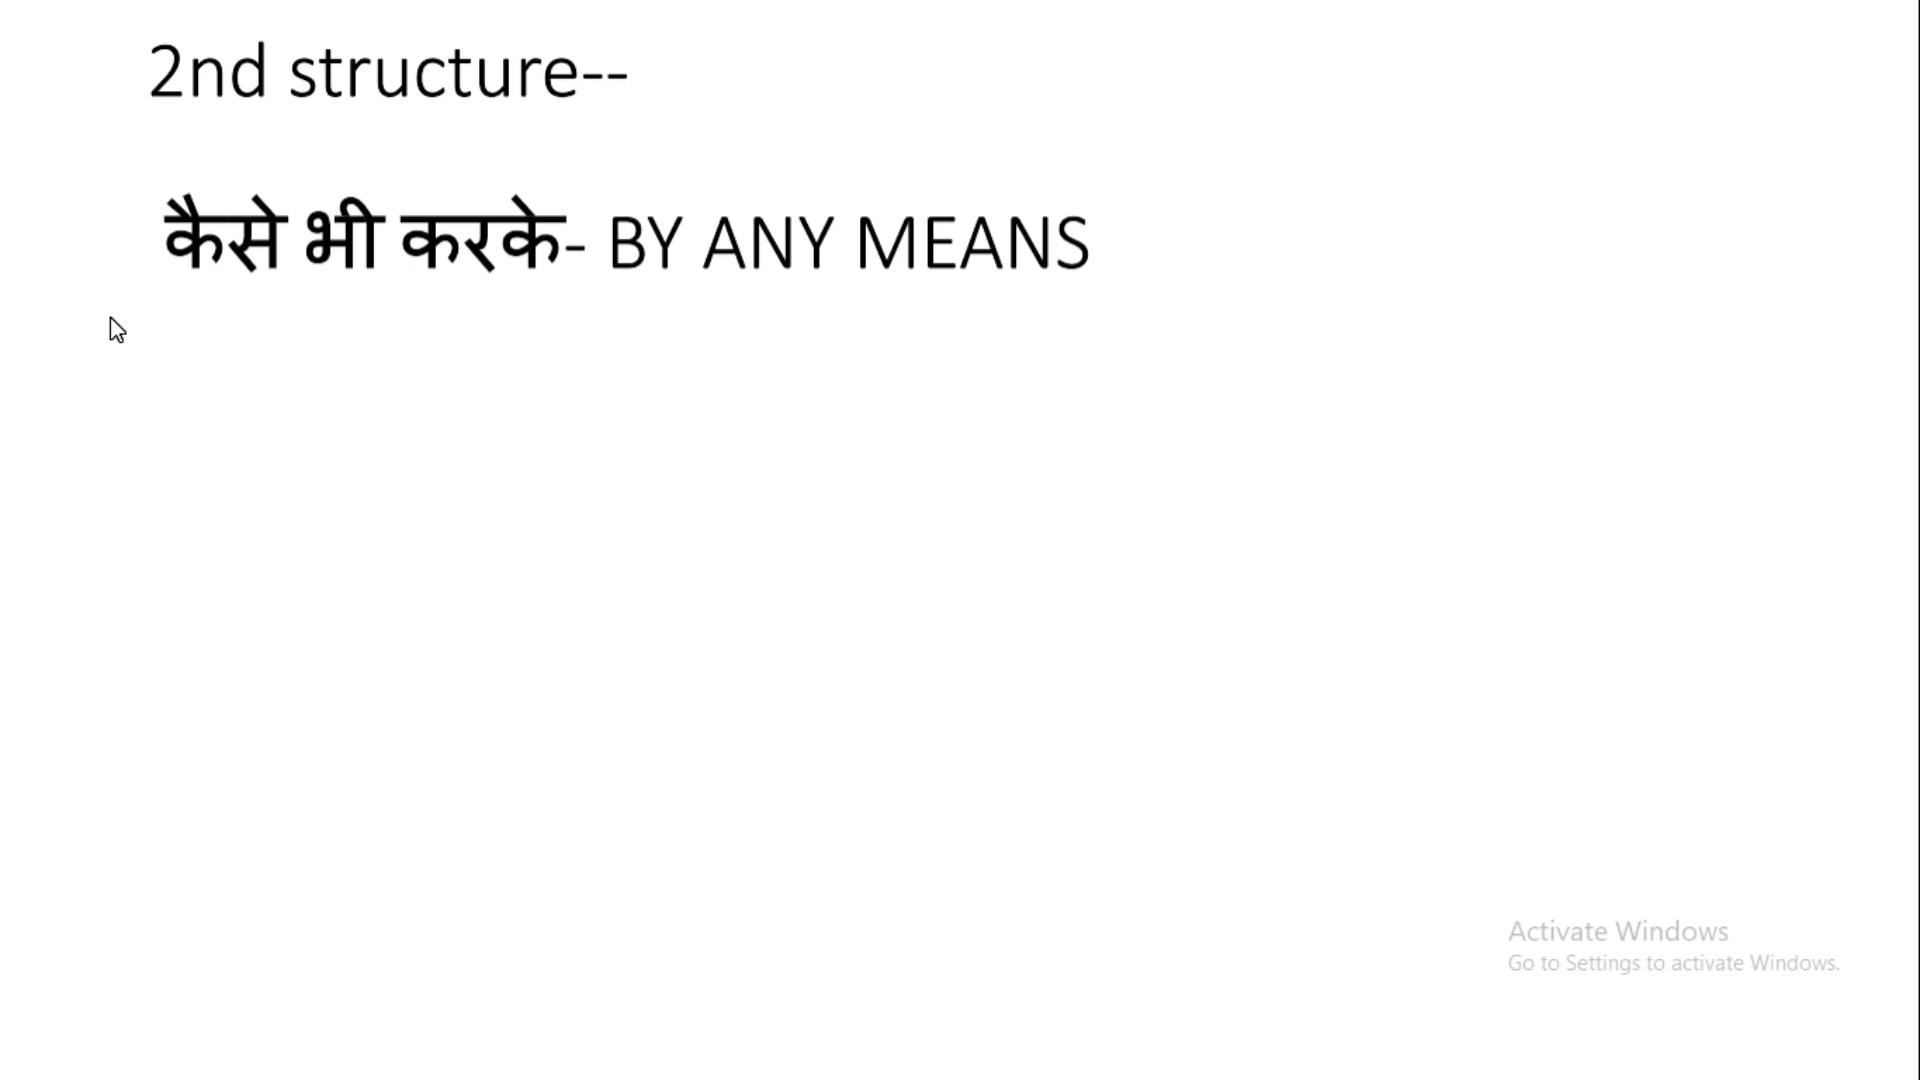 2nd structure--
कैसे भी करके- BY ANY MEANS
Activate Windows
Go to Settings to activate Windows.